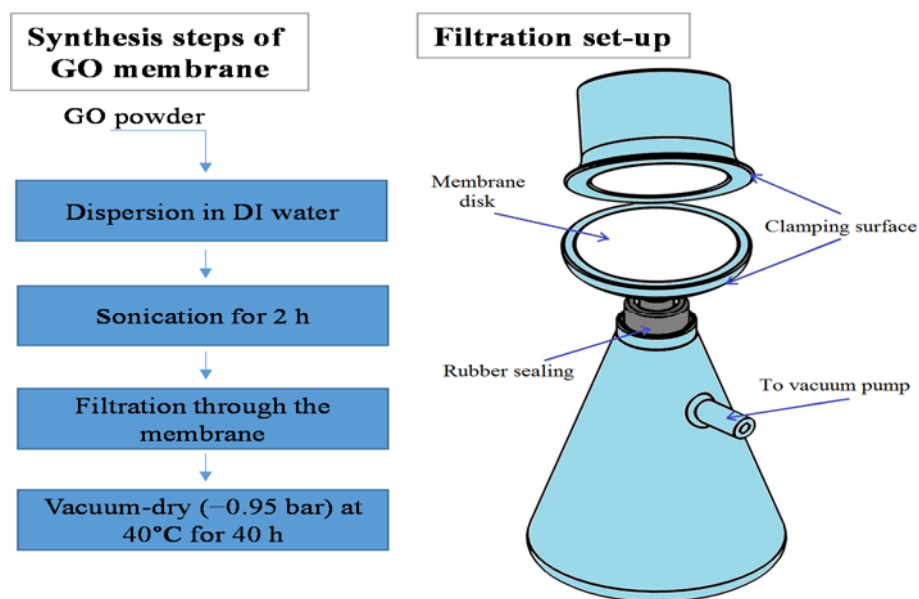 Synthesis steps of
GO membrane
GO powder
Dispersion in DI water
Sonication for 2 h
Filtration through the
membrane
Vacuum-dry (−0.95 bar) at
40°C for 40 h
Filtration set-up
Membrane
disk
Clamping surface
Rubber sealing
To vacuum pump